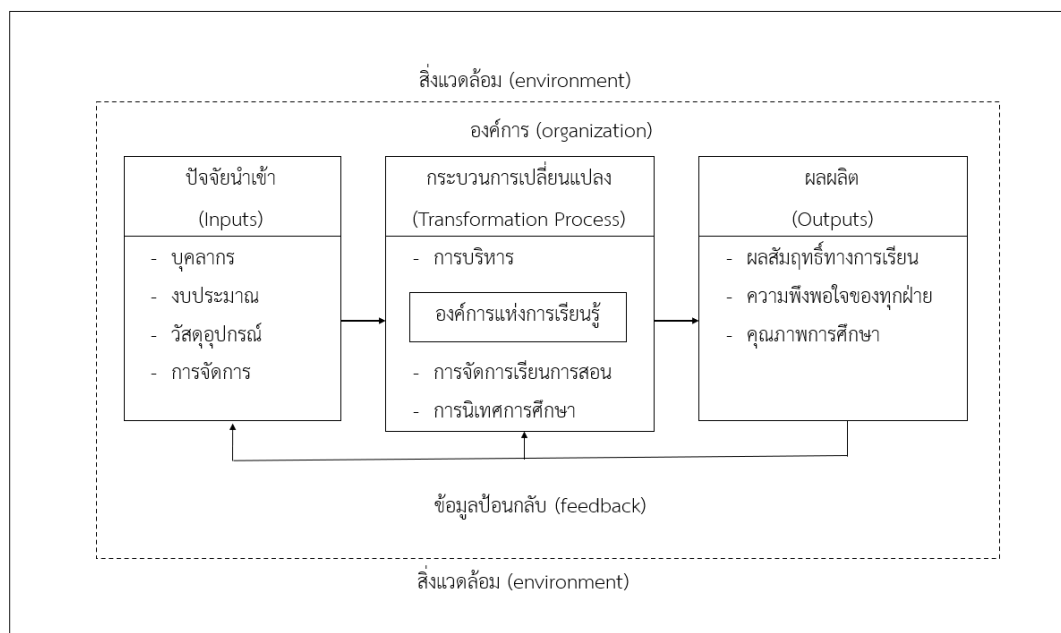 สิ่งแวดล้อม (environment)
องค์การ (organization)
ปัจจัยนำเข้า
(Inputs)
- บุคลากร
- งบประมาณ
- วัสดุอุปกรณ์
- การจัดการ
กระบวนการเปลี่ยนแปลง
(Transformation Process)
- การบริหาร
องค์การแห่งการเรียนรู้
- การจัดการเรียนการสอน
- การนิเทศการศึกษา
ผลผลิต
(Outputs)
- ผลสัมฤทธิ์ทางการเรียน
- ความพึงพอใจของทุกฝ่าย
- คุณภาพการศึกษา
ข้อมูลป้อนกลับ (feedback)
สิ่งแวดล้อม (environment)